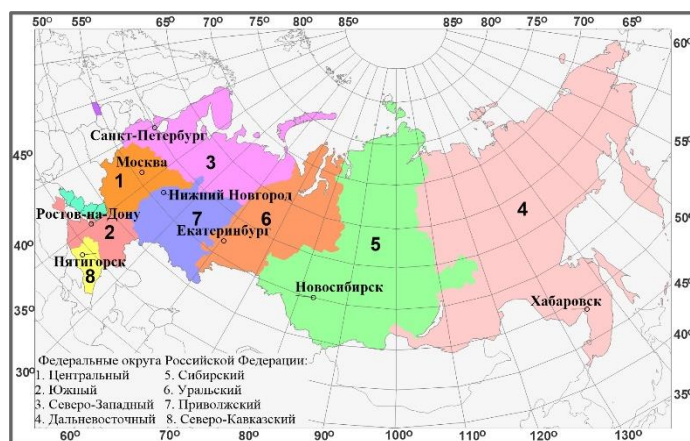 50° 55° 60° 65° 70° 75° 80° 85° 85° 80° 75° 70° 65°
60°
55°
50°
45°
40°
35°
45°
40°
35°
30°
60° 70° 80° 90° 100° 110° 120° 130°
Санкт-Петербург
Москва
3
1
Нижний Новгород
Ростов-на-Дону
2
7
Екатеринбург
6
5
4
Пятигорск
8
Новосибирск
Хабаровск
Федеральные округа Российской Федерации:
1. Центральный 5. Сибирский
2. Южный 6. Уральский
3. Северо-Западный 7. Приволжский
4. Дальневосточный 8. Северо-Кавказский